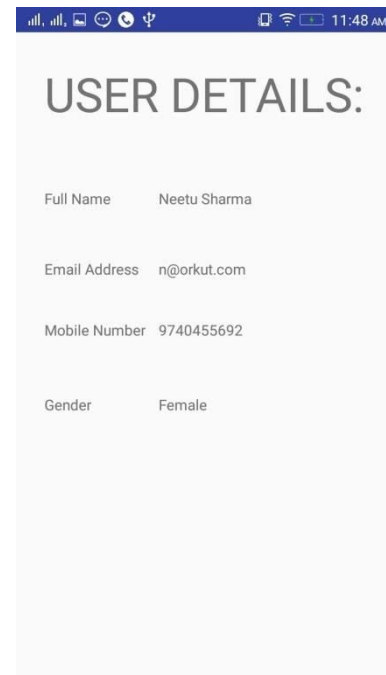 11:48 AM
USER DETAILS:
Full Name Neetu Sharma
Email Address n@orkut.com
Mobile Number 9740455692
Gender Female